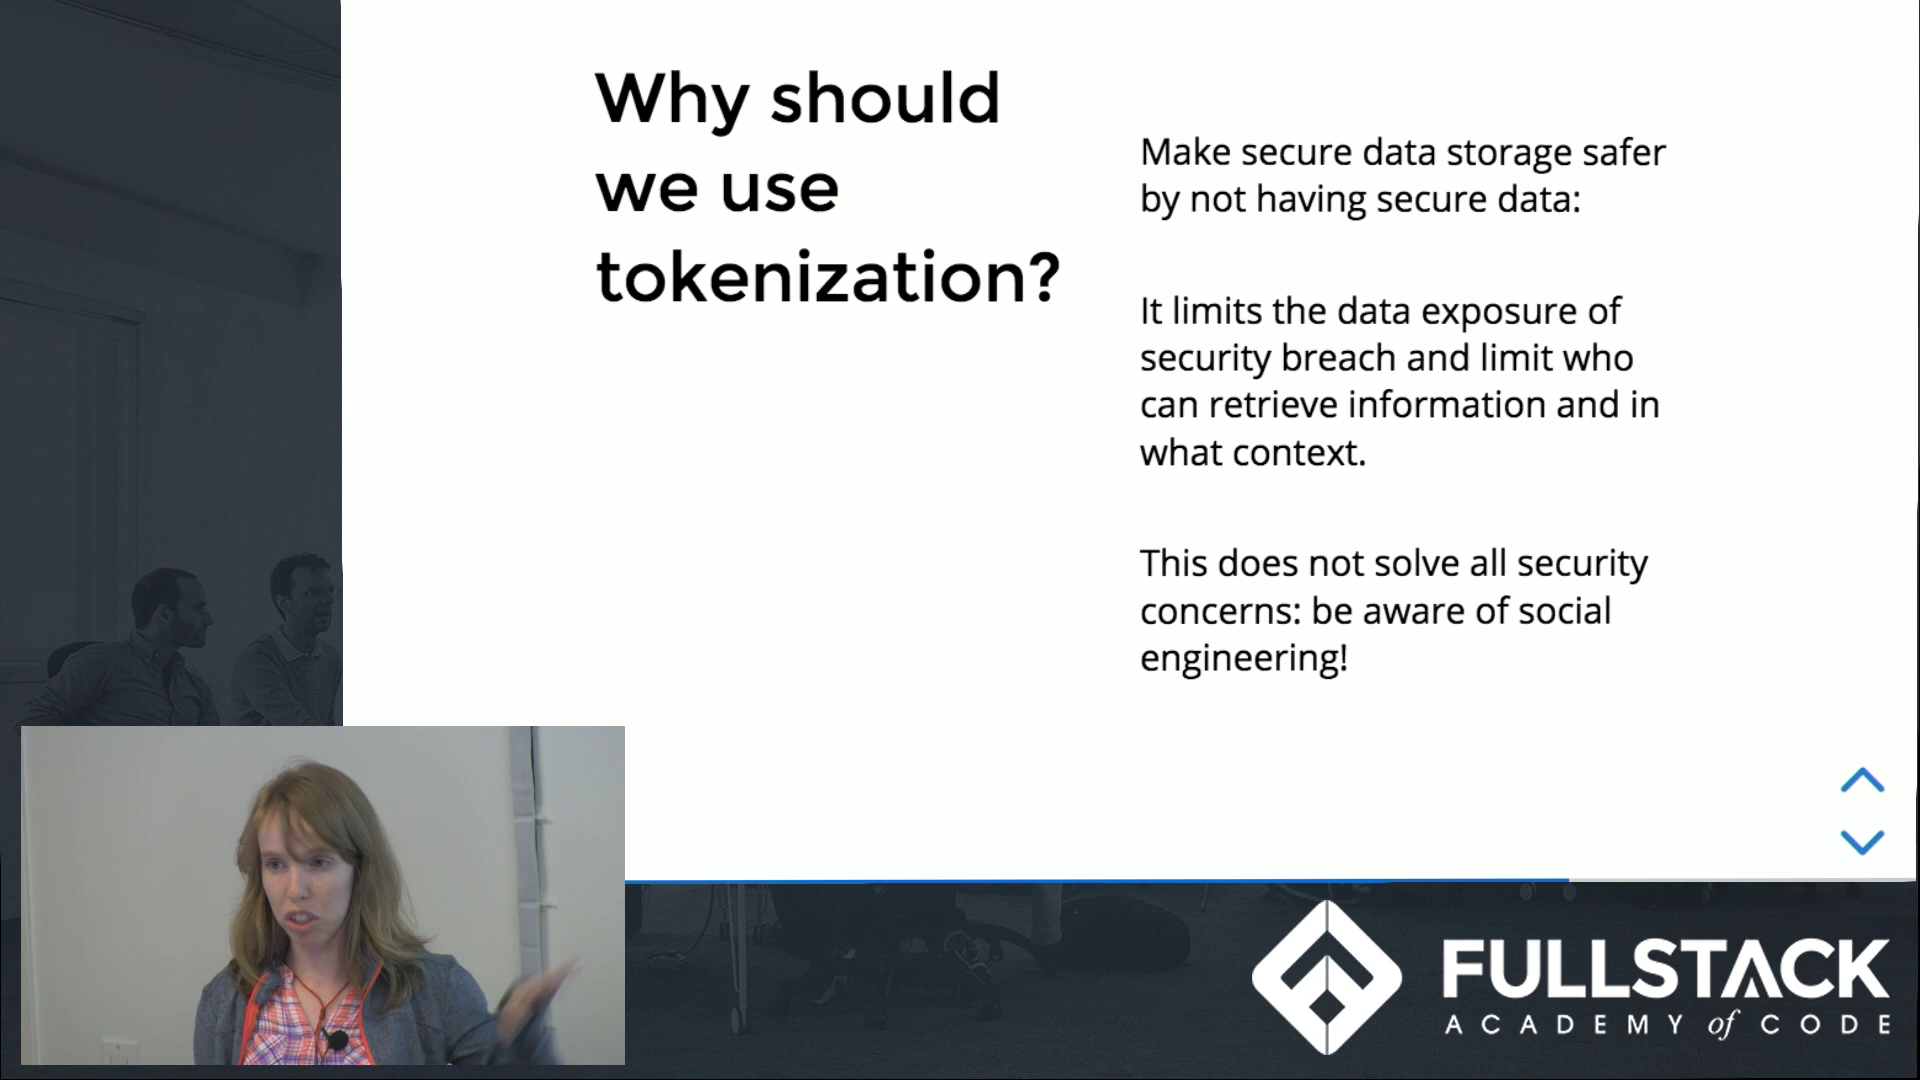 Why should
we use
tokenization?
Make secure data storage safer
by not having secure data:
It limits the data exposure of
security breach and limit who
can retrieve information and in
what context.
This does not solve all security
concerns: be aware of social
engineering!
FULLSTACK
ACADEMY of CODE